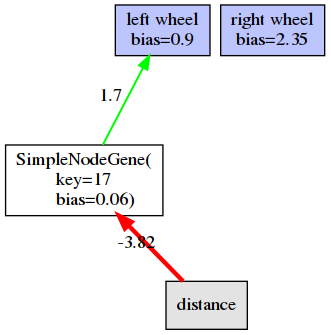 left wheel
bias=0.9
right wheel
bias=2.35
1.7
SimpleNodeGene(
key=17
bias=0.06)
-3.82
distance